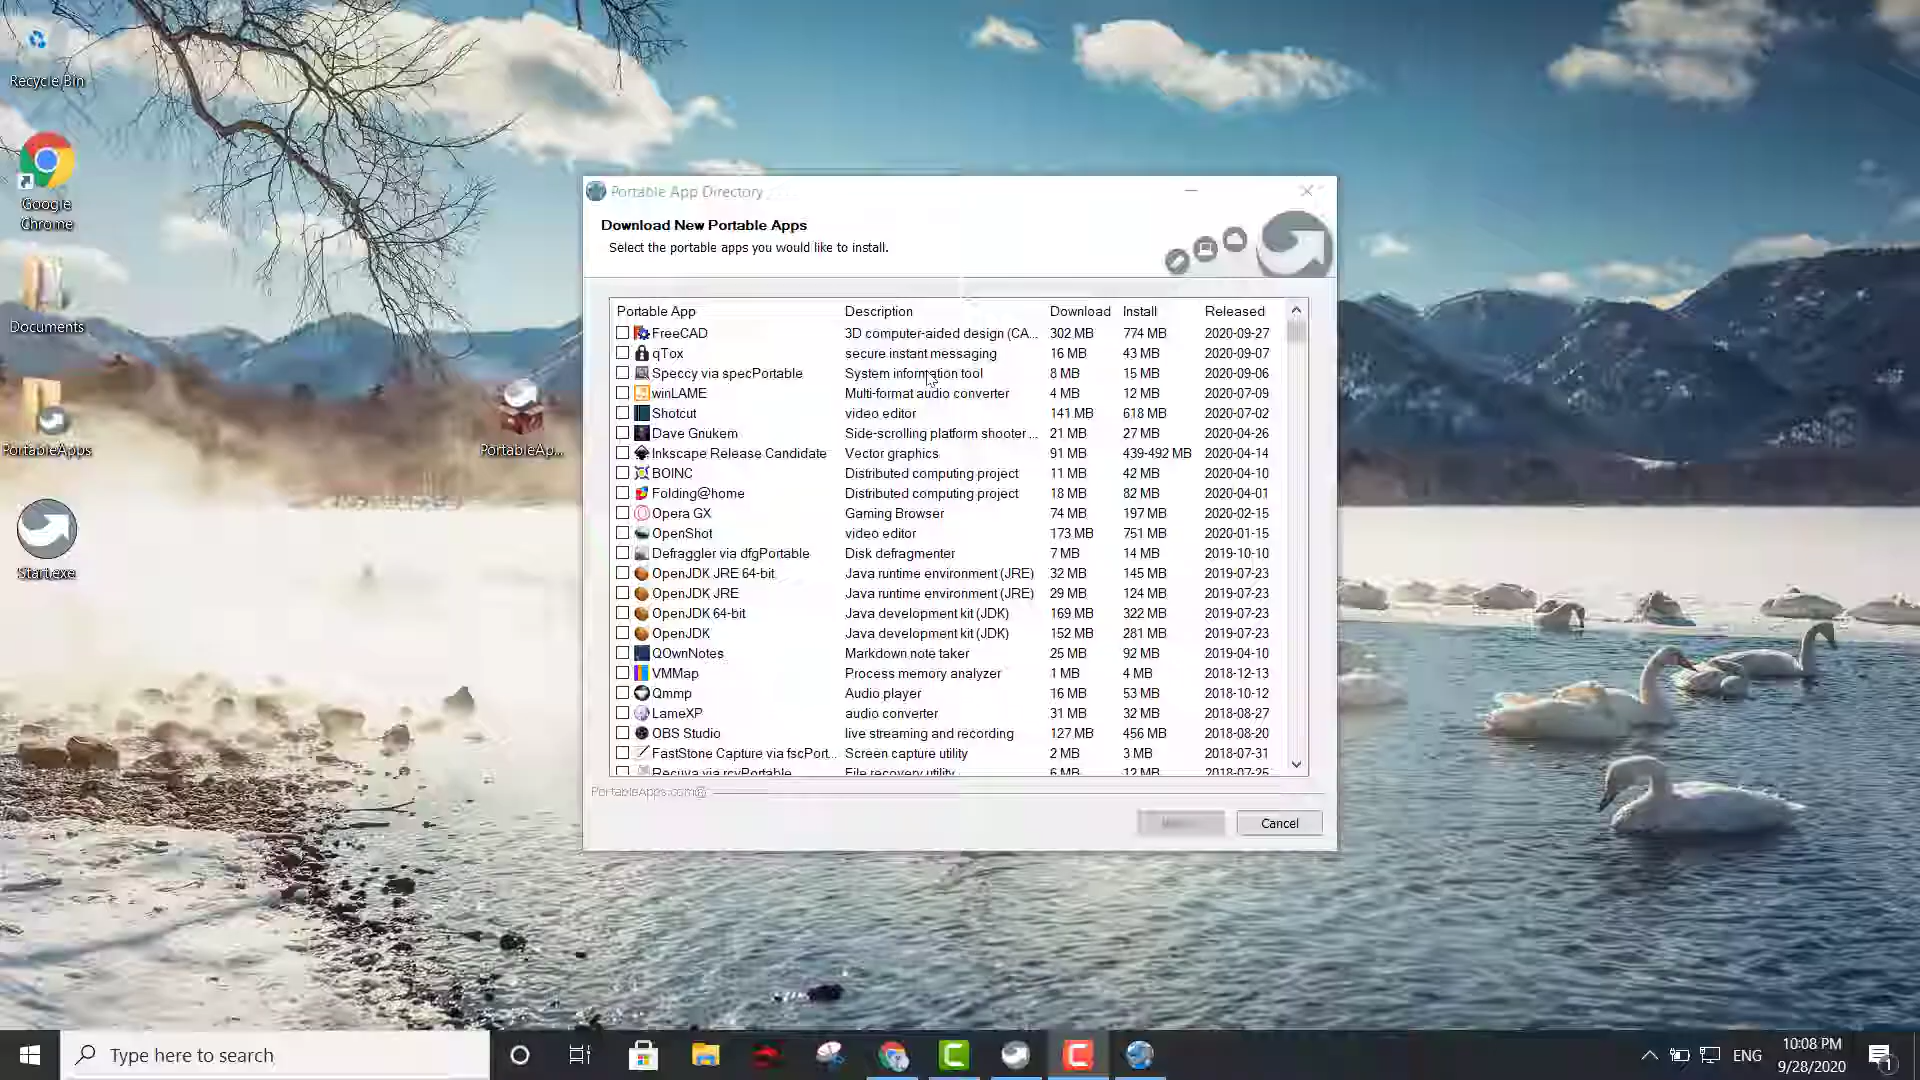 Recycle Bin
Google
Chrome
Documents
PortableApps
PortableAp...
Start.exe
Portable App Directory
Download New Portable Apps
Select the portable apps you would like to install.
Portable App Description Download Install Released
FreeCAD 3D computer-aided design (CA... 302 MB 774 MB 2020-09-27
qTox secure instant messaging 16 MB 43 MB 2020-09-07
Speccy via specPortable System information tool 8 MB 15 MB 2020-09-06
winLAME Multi-format audio converter 4 MB 12 MB 2020-07-09
Shotcut video editor 141 MB 618 MB 2020-07-02
Dave Gnukem Side-scrolling platform shooter ... 21 MB 27 MB 2020-04-26
Inkscape Release Candidate Vector graphics 91 MB 439-492 MB 2020-04-14
BOINC Distributed computing project 11 MB 42 MB 2020-04-10
Folding@home Distributed computing project 18 MB 82 MB 2020-04-01
Opera GX Gaming Browser 74 MB 197 MB 2020-02-15
OpenShot video editor 173 MB 751 MB 2020-01-15
Defraggler via dfgPortable Disk defragmenter 7 MB 14 MB 2019-10-10
OpenJDK JRE 64-bit Java runtime environment (JRE) 32 MB 145 MB 2019-07-23
OpenJDK JRE Java runtime environment (JRE) 29 MB 124 MB 2019-07-23
OpenJDK 64-bit Java development kit (JDK) 169 MB 322 MB 2019-07-23
OpenJDK Java development kit (JDK) 152 MB 281 MB 2019-07-23
QOwnNotes Markdown note taker 25 MB 92 MB 2019-04-10
VMMap Process memory analyzer 1 MB 4 MB 2018-12-13
Qmmp Audio player 16 MB 53 MB 2018-10-12
LameXP audio converter 31 MB 32 MB 2018-08-27
OBS Studio live streaming and recording 127 MB 456 MB 2018-08-20
FastStone Capture via fscPort... Screen capture utility 2 MB 3 MB 2018-07-31
Recuva via rcvPortable File recovery utility 6 MB 12 MB 2018-07-25
PortableApps.com®
Cancel
Type here to search
ENG
10:08 PM
9/28/2020
1